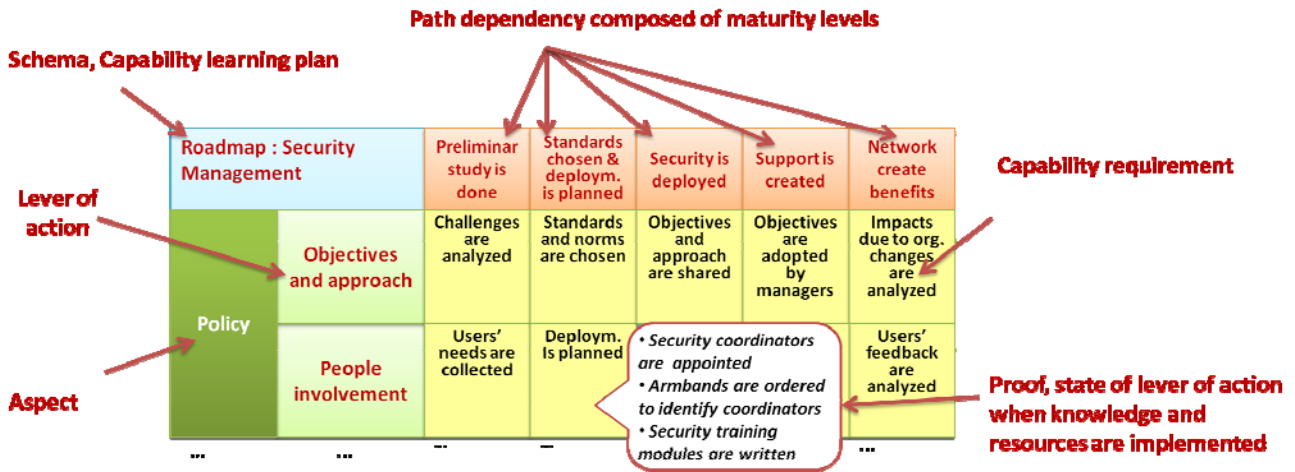 Path dependency composed of maturity levels
Schema, Capability learning plan
Roadmap : Security
Management
Preliminar
study is
done
Standards
chosen &
deploym.
is planned
Security is
deployed
Support is
created
Network
create
benefits
Capability requirement
Lever of
action
Policy
Objectives
and approach
Challenges
are
analyzed
Standards
and norms
are chosen
Objectives
and
approach
are shared
Objectives
are
adopted
by
managers
Impacts
due to org.
changes
are
analyzed
Aspect
People
involvement
Users'
needs are
collected
Deploym.
Is planned
• Security coordinators
are appointed
• Armbands are ordered
to identify coordinators
• Security training
modules are written
Users'
feedback
are
analyzed
Proof, state of lever of action
when knowledge and
resources are implemented
...
...
...
...
...